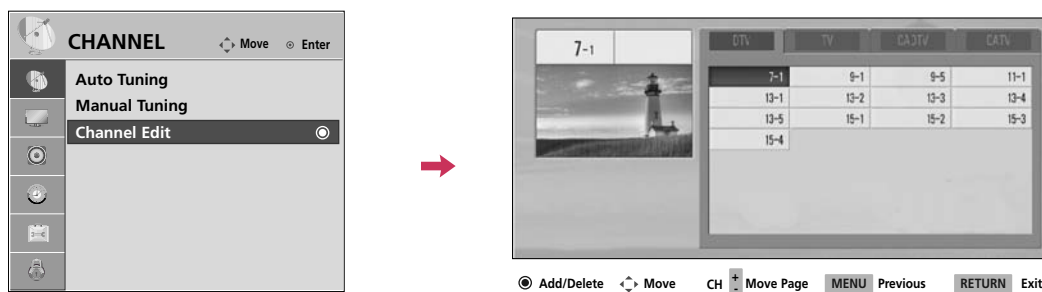 CHANNEL Move Enter
Auto Tuning
Manual Tuning
Channel Edit
7-1
DTV TV CADTV CATV
7-1 9-1 9-5 11-1
13-1 13-2 13-3 13-4
13-5 15-1 15-2 15-3
15-4
Add/Delete Move CH + - Move Page MENU Previous RETURN Exit